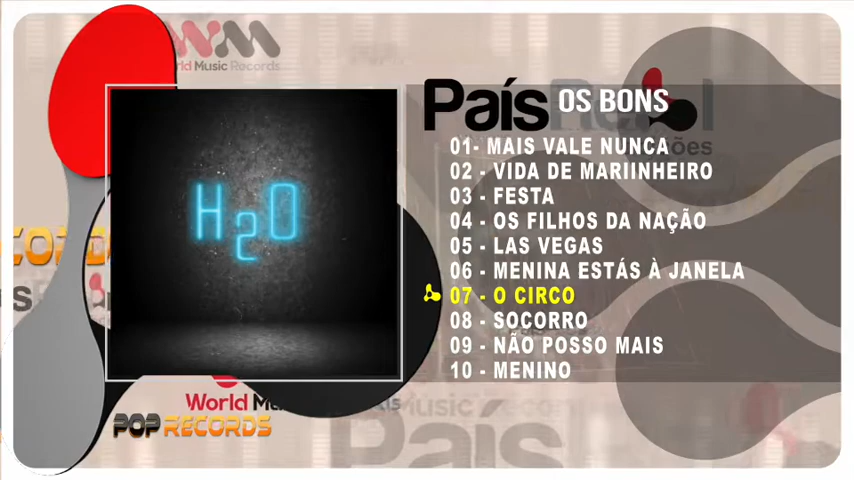 WM
World Music Records
País Real
OS BONS
01- MAIS VALE NUNCA
02 - VIDA DE MARIINHEIRO
03 - FESTA
04 - OS FILHOS DA NAÇÃO
05 - LAS VEGAS
06 - MENINA ESTÁS À JANELA
07 - O CIRCO
08 - SOCORRO
09 - NÃO POSSO MAIS
10 - MENINO
H2O
World
POP RECORDS
País